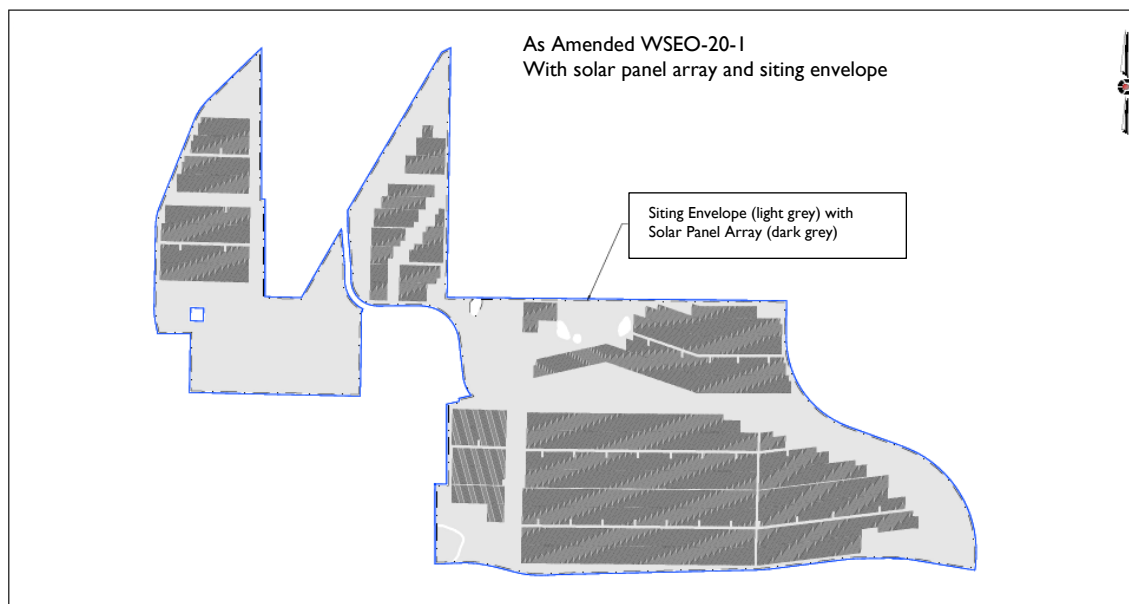 As Amended WSEO-20-1
With solar panel array and siting envelope
Siting Envelope (light grey) with
Solar Panel Array (dark grey)